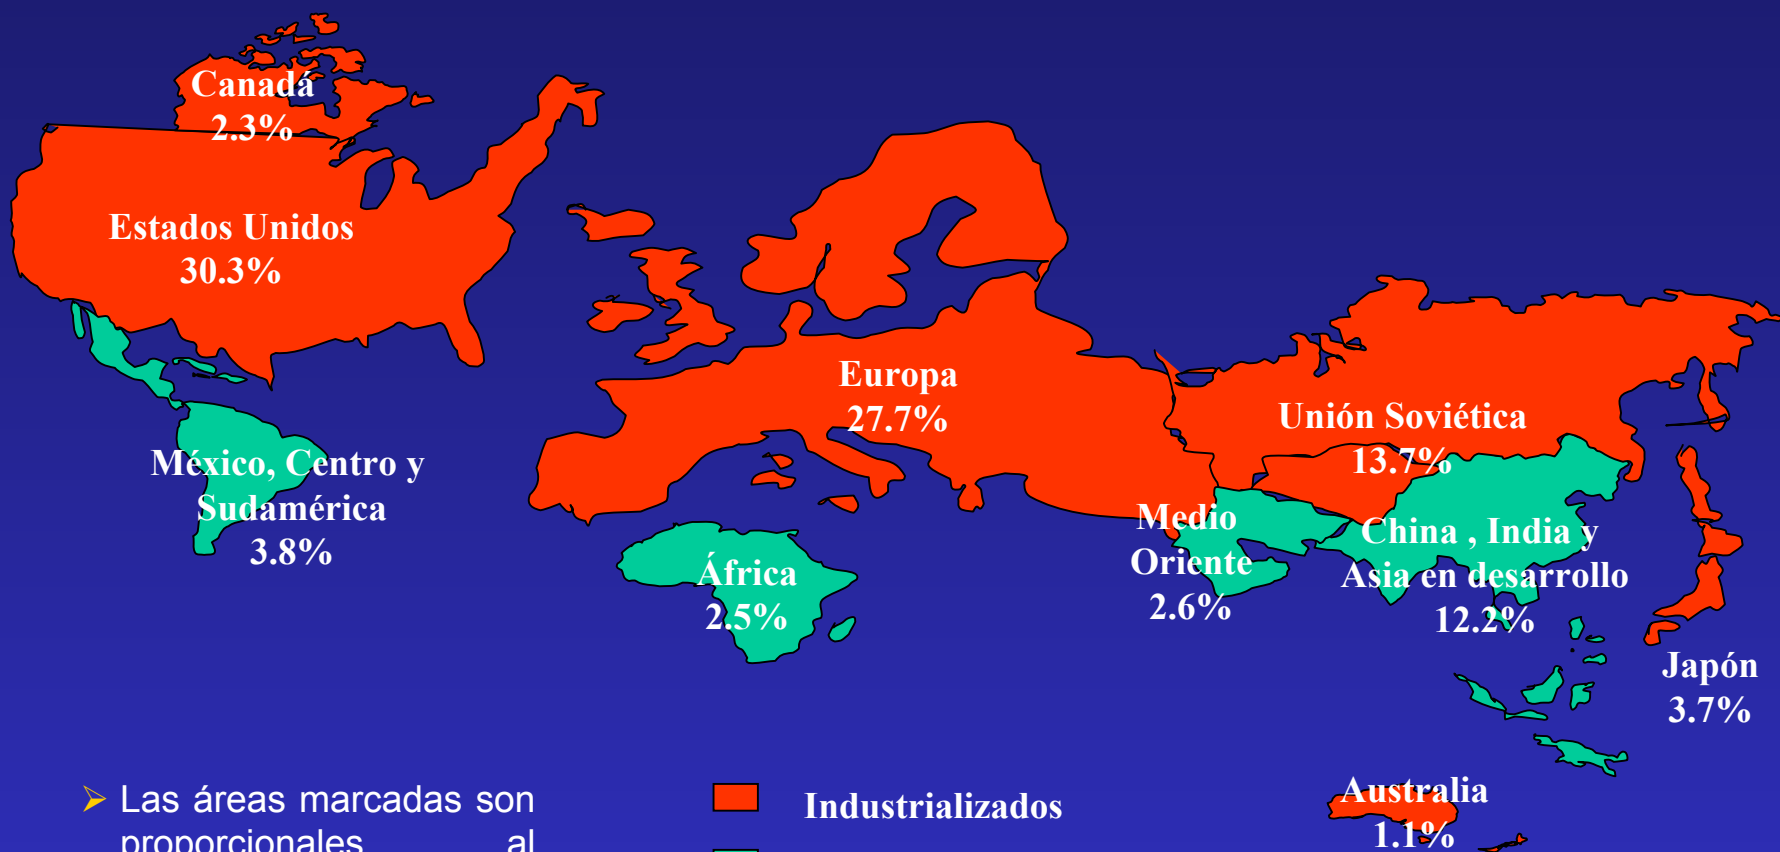 Canadá
2.3%
Estados Unidos
30.3%
Europa
27.7%
Unión Soviética
13.7%
México, Centro y
Sudamérica
3.8%
África
2.5%
Medio
Oriente
2.6%
China , India y
Asia en desarrollo
12.2%
Japón
3.7%
Australia
1.1%
Las áreas marcadas son
proporcionales al
Industrializados